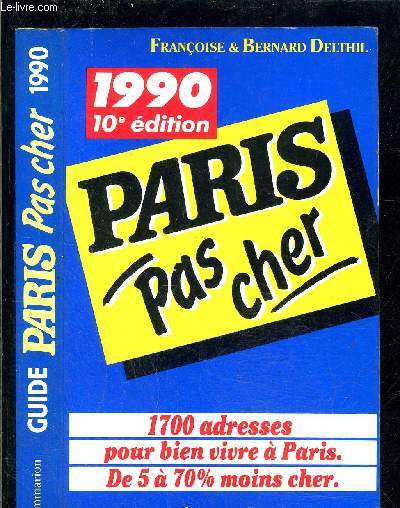 Le-livre.com
FRANÇOISE & BERNARD DELTHIL
1990
10e édition
PARIS
pas cher
1700 adresses
pour bien vivre à Paris.
De 5 à 70% moins cher.
GUIDE PARIS Pas cher 1990